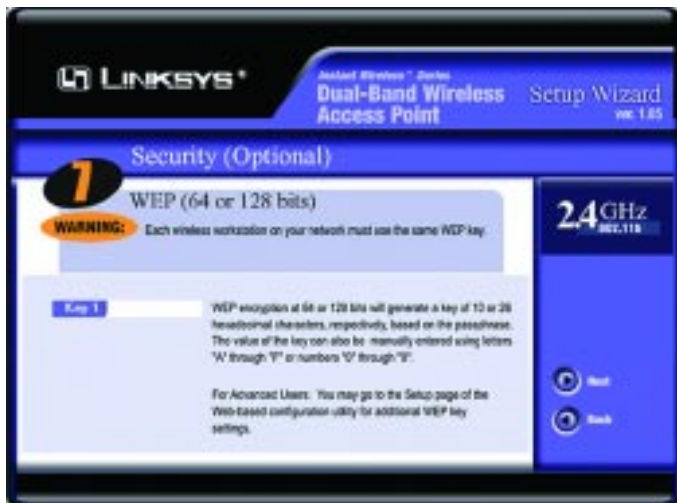 LINKSYS®
Instant Wireless™ Series
Dual-Band Wireless
Access Point
Setup Wizard
ver. 1.05
Security (Optional)
7
WEP (64 or 128 bits)
WARNING:
Each wireless workstation on your network must use the same WEP key.
2.4 GHz
802.11b
Key 1
WEP encryption at 64 or 128 bits will generate a key of 10 or 26
hexadecimal characters, respectively, based on the passphrase.
The value of the key can also be manually entered using letters
"A" through "F" or numbers "0" through "9".
For Advanced Users: You may go to the Setup page of the
Web-based configuration utility for additional WEP key
settings.
Next
Back